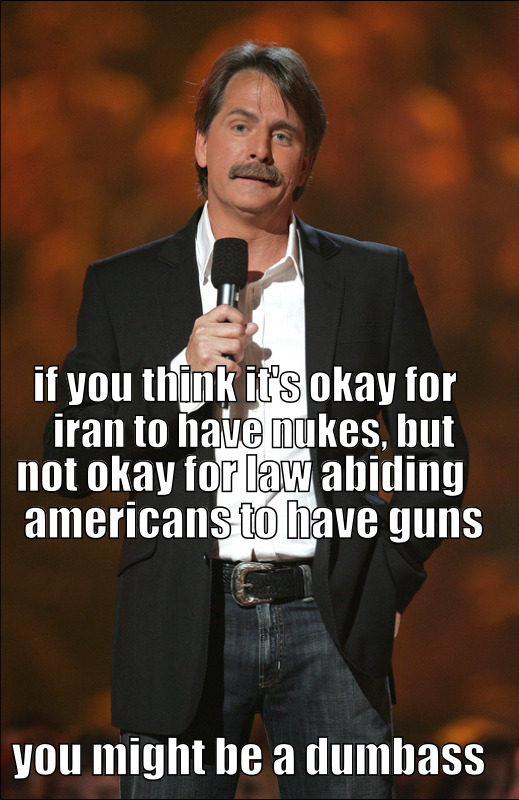 if you think it's okay for
iran to have nukes, but
not okay for law abiding
americans to have guns
you might be a dumbass